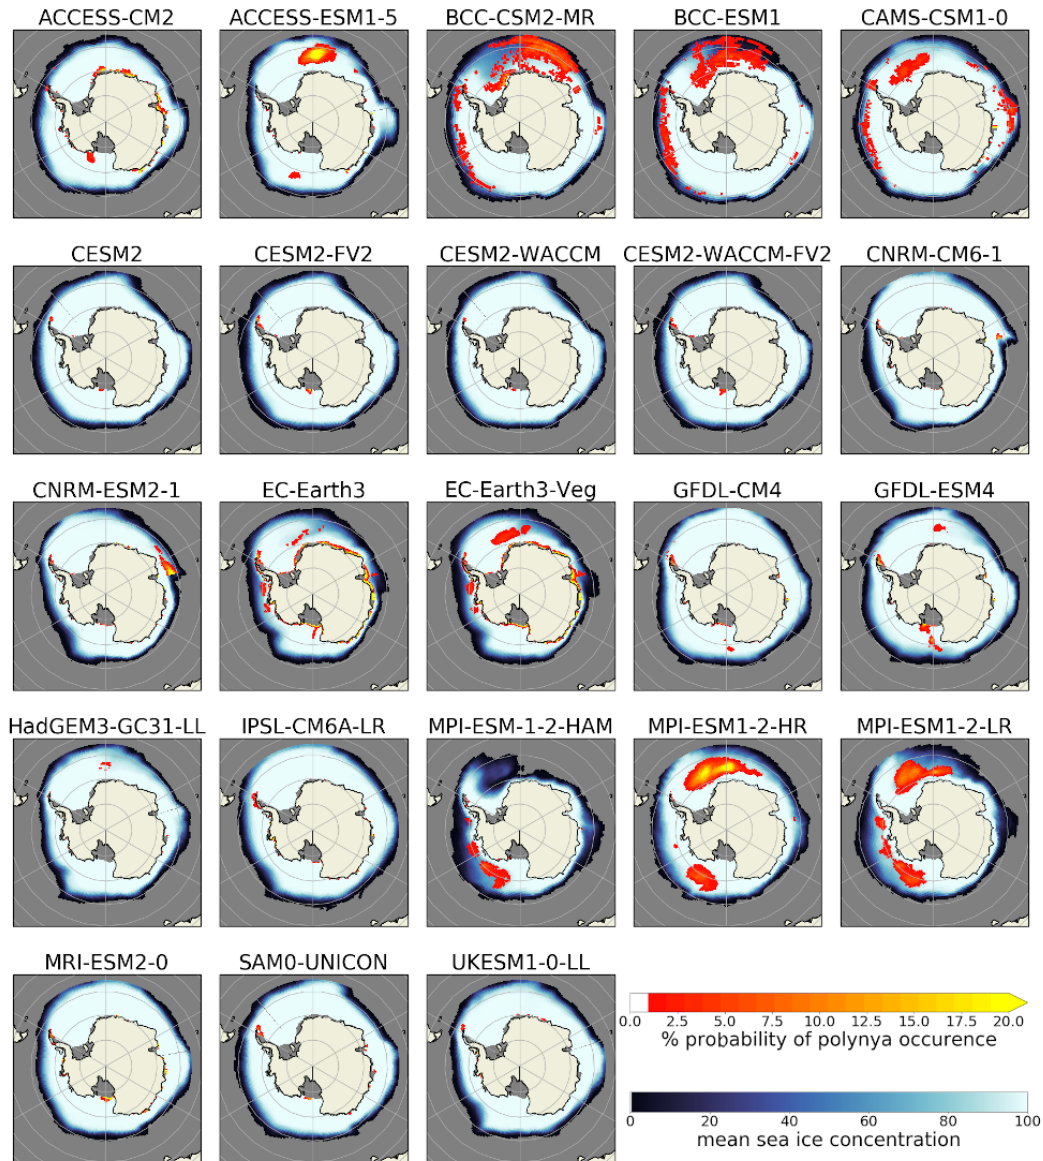 ACCESS-CM2 ACCESS-ESM1-5 BCC-CSM2-MR BCC-ESM1 CAMS-CSM1-0
CESM2 CESM2-FV2 CESM2-WACCM CESM2-WACCM-FV2 CNRM-CM6-1
CNRM-ESM2-1 EC-Earth3 EC-Earth3-Veg GFDL-CM4 GFDL-ESM4
HadGEM3-GC31-LL IPSL-CM6A-LR MPI-ESM-1-2-HAM MPI-ESM1-2-HR MPI-ESM1-2-LR
MRI-ESM2-0 SAM0-UNICON UKESM1-0-LL
0.0 2.5 5.0 7.5 10.0 12.5 15.0 17.5 20.0
% probability of polynya occurence
0 20 40 60 80 100
mean sea ice concentration